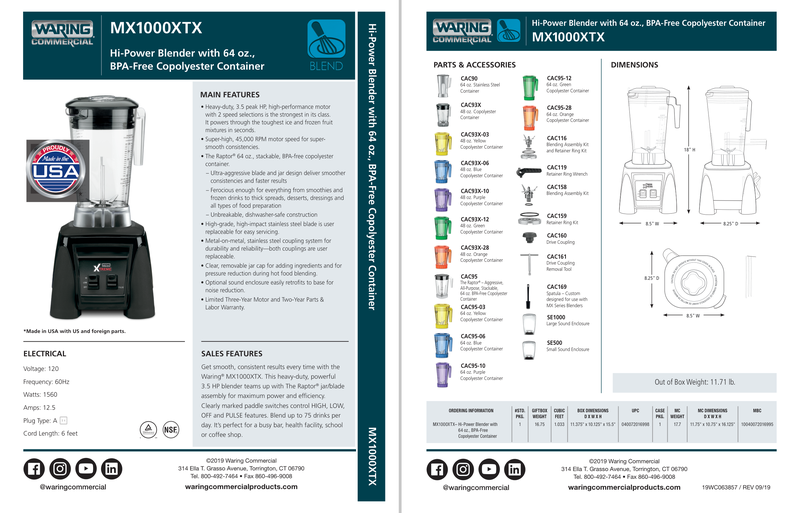 WARING
COMMERCIAL
MX1000XTX
Hi-Power Blender with 64 oz.,
BPA-Free Copolyester Container
BLEND
PROUDLY
Made in the
USA
XTREME
*Made in USA with US and foreign parts.
MAIN FEATURES
• Heavy-duty, 3.5 peak HP, high-performance motor
with 2 speed selections is the strongest in its class.
It powers through the toughest ice and frozen fruit
mixtures in seconds.
• Super-high, 45,000 RPM motor speed for super-
smooth consistencies.
• The Raptor® 64 oz., stackable, BPA-free copolyester
container.
– Ultra-aggressive blade and jar design deliver smoother
consistencies and faster results
– Ferocious enough for everything from smoothies and
frozen drinks to thick spreads, desserts, dressings and
all types of food preparation
– Unbreakable, dishwasher-safe construction
• High-grade, high-impact stainless steel blade is user
replaceable for easy servicing.
• Metal-on-metal, stainless steel coupling system for
durability and reliability—both couplings are user
replaceable.
• Clear, removable jar cap for adding ingredients and for
pressure reduction during hot food blending.
• Optional sound enclosure easily retrofits to base for
noise reduction.
• Limited Three-Year Motor and Two-Year Parts &
Labor Warranty.
ELECTRICAL
Voltage: 120
Frequency: 60Hz
Watts: 1560
Amps: 12.5
Plug Type: A
Cord Length: 6 feet
NSF
SALES FEATURES
Get smooth, consistent results every time with the
Waring® MX1000XTX. This heavy-duty, powerful
3.5 HP blender teams up with The Raptor® jar/blade
assembly for maximum power and efficiency.
Clearly marked paddle switches control HIGH, LOW,
OFF and PULSE features. Blend up to 75 drinks per
day. It's perfect for a busy bar, health facility, school
or coffee shop.
Hi-Power Blender with 64 oz., BPA-Free Copolyester Container
MX1000XTX
@waringcommercial
©2019 Waring Commercial
314 Ella T. Grasso Avenue, Torrington, CT 06790
Tel. 800-492-7464 • Fax 860-496-9008
waringcommercialproducts.com
WARING
COMMERCIAL
Hi-Power Blender with 64 oz., BPA-Free Copolyester Container
MX1000XTX
PARTS & ACCESSORIES
CAC90
64 oz. Stainless Steel
Container
CAC93X
48 oz. Copolyester
Container
CAC93X-03
48 oz. Yellow
Copolyester Container
CAC93X-06
48 oz. Blue
Copolyester Container
CAC93X-10
48 oz. Purple
Copolyester Container
CAC93X-12
48 oz. Green
Copolyester Container
CAC93X-28
48 oz. Orange
Copolyester Container
CAC95
The Raptor® – Aggressive,
All-Purpose, Stackable,
64 oz. BPA-Free Copolyester
Container
CAC95-03
64 oz. Yellow
Copolyester Container
CAC95-06
64 oz. Blue
Copolyester Container
CAC95-10
64 oz. Purple
Copolyester Container
CAC95-12
64 oz. Green
Copolyester Container
CAC95-28
64 oz. Orange
Copolyester Container
CAC116
Blending Assembly Kit
and Retainer Ring Kit
CAC119
Retainer Ring Wrench
CAC158
Blending Assembly Kit
CAC159
Retainer Ring Kit
CAC160
Drive Coupling
CAC161
Drive Coupling
Removal Tool
CAC169
Spatula – Custom
designed for use with
MX Series Blenders
SE1000
Large Sound Enclosure
SE500
Small Sound Enclosure
DIMENSIONS
18" H
8.5" W
8.25" D
8.25" D
8.5" W
Out of Box Weight: 11.71 lb.
ORDERING INFORMATION #STD. PKG. GIFTBOX WEIGHT CUBIC FEET BOX DIMENSIONS D X W X H UPC CASE PKG. MC WEIGHT MC DIMENSIONS D X W X H MBC
MX1000XTX– Hi-Power Blender with 64 oz., BPA-Free Copolyester Container 1 16.75 1.033 11.375" x 10.125" x 15.5" 040072016998 1 17.7 11.75" x 10.75" x 16.125" 10040072016995
@waringcommercial
©2019 Waring Commercial
314 Ella T. Grasso Avenue, Torrington, CT 06790
Tel. 800-492-7464 • Fax 860-496-9008
waringcommercialproducts.com
19WC063857 / REV 09/19